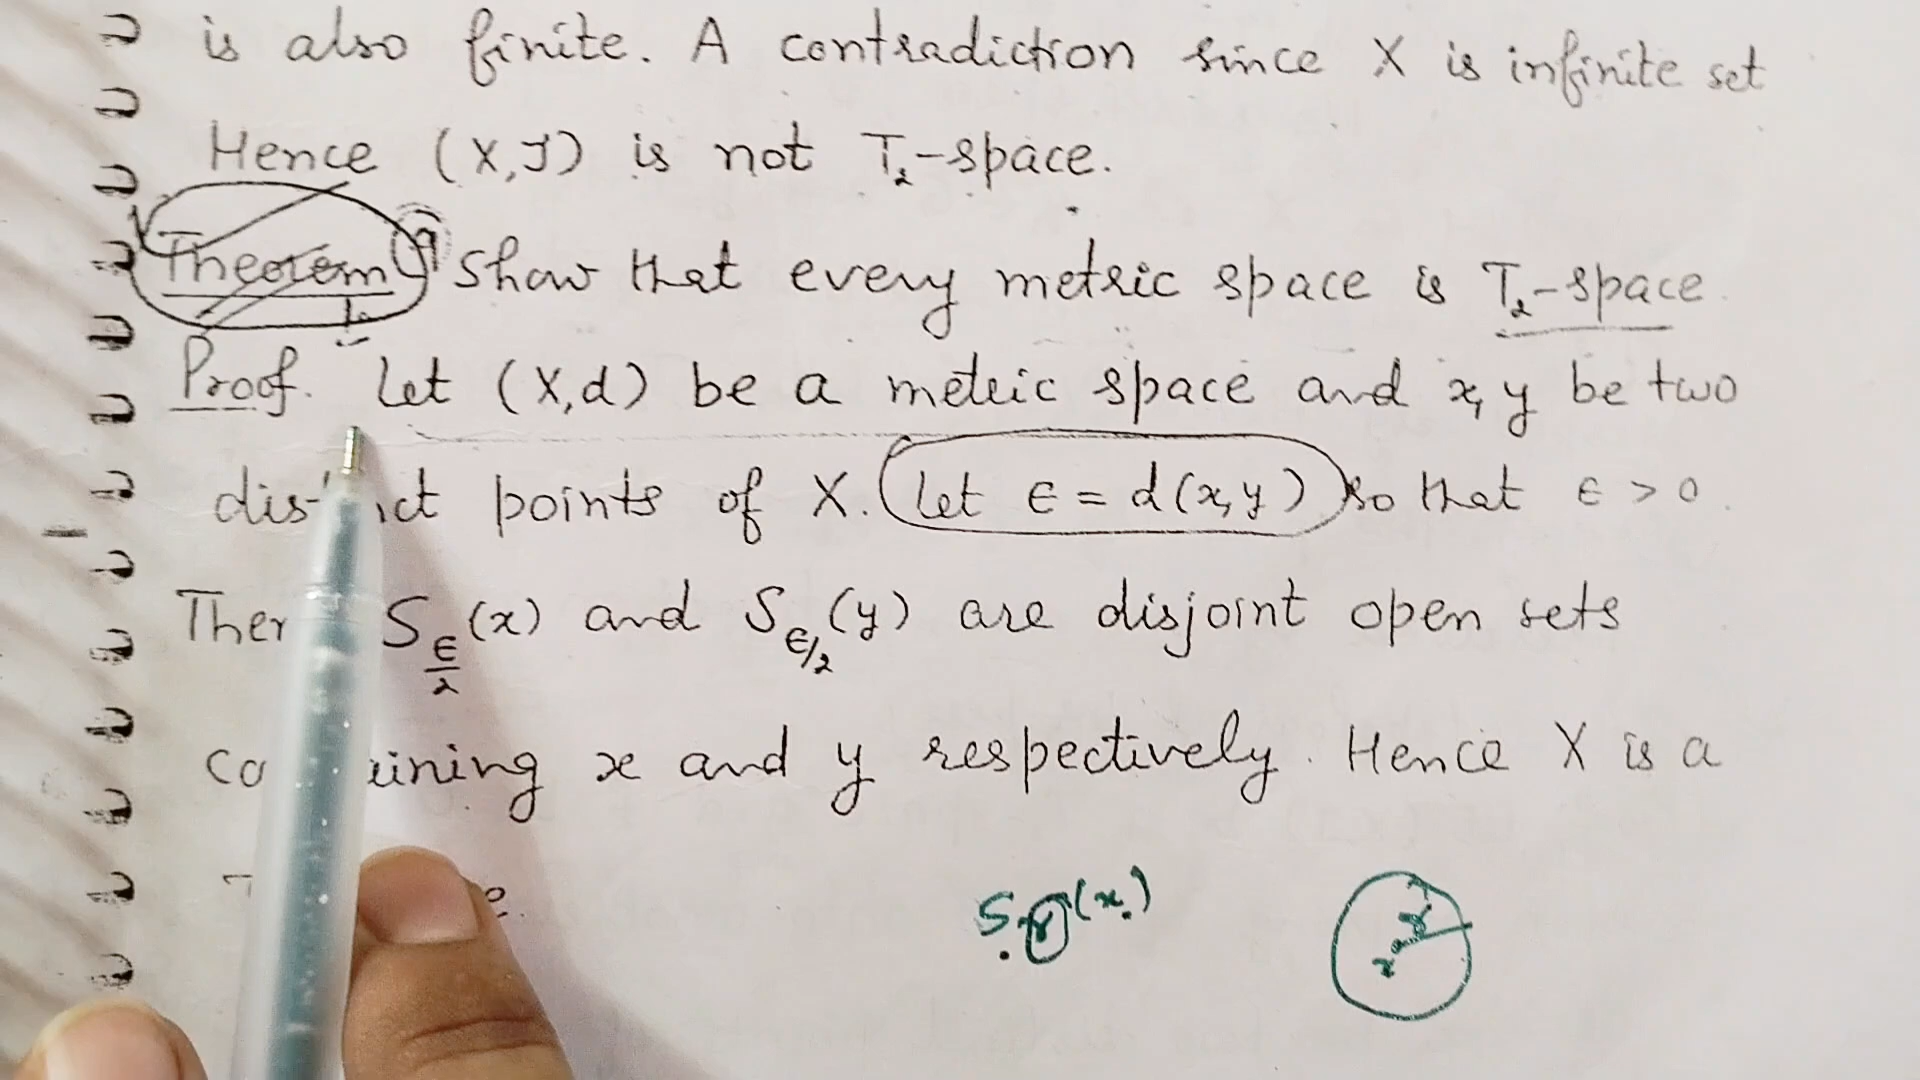 is also finite. A contradiction since X is infinite set
Hence (X,J) is not T₂-space.
Theorem Show that every metric space is T₂-space.
Proof. Let (X,d) be a metric space and x, y be two
points of X. Let ϵ = d(x,y) so that ϵ > 0.
S_{ϵ/2}(x) and S_{ϵ/2}(y) are disjoint open sets
x and y respectively. Hence X is a
S_r(x)
x r